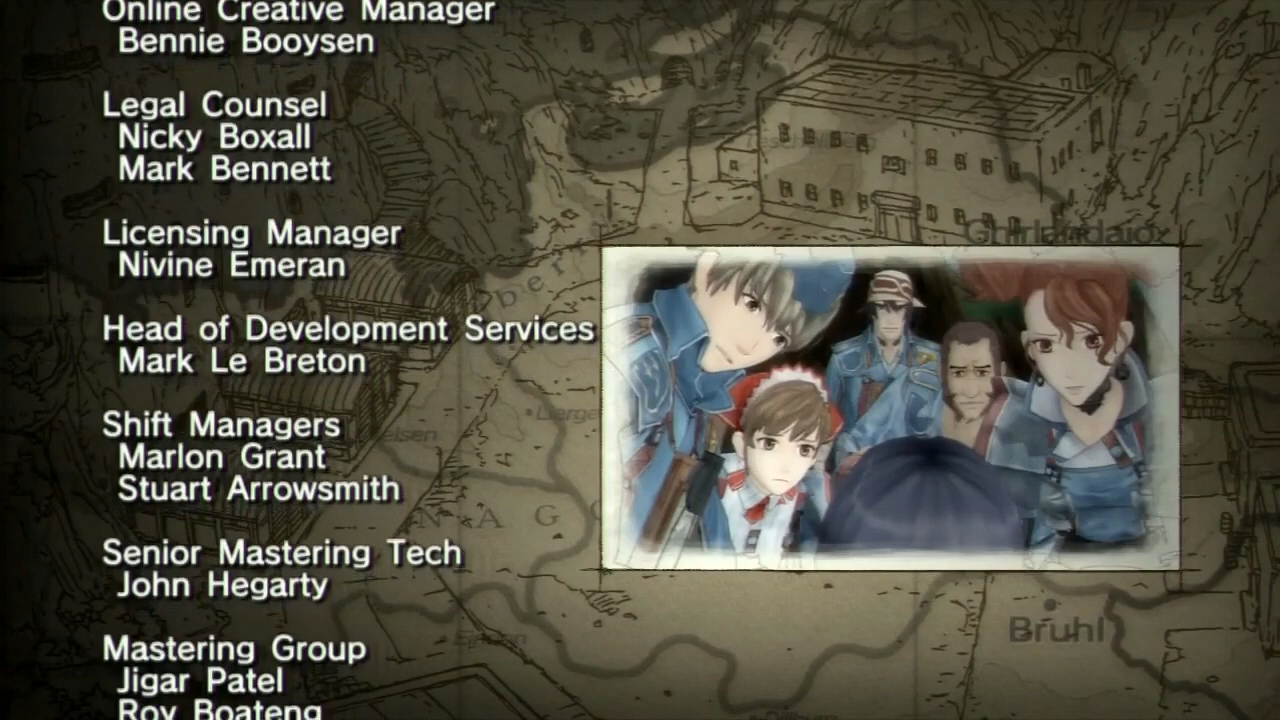 Online Creative Manager
Bennie Booysen
Legal Counsel
Nicky Boxall
Mark Bennett
Licensing Manager
Nivine Emeran
Head of Development Services
Mark Le Breton
Shift Managers
Marlon Grant
Stuart Arrowsmith
Senior Mastering Tech
John Hegarty
Mastering Group
Jigar Patel
Roy Boateng
Ghirlandaio
N A G
Bruhl